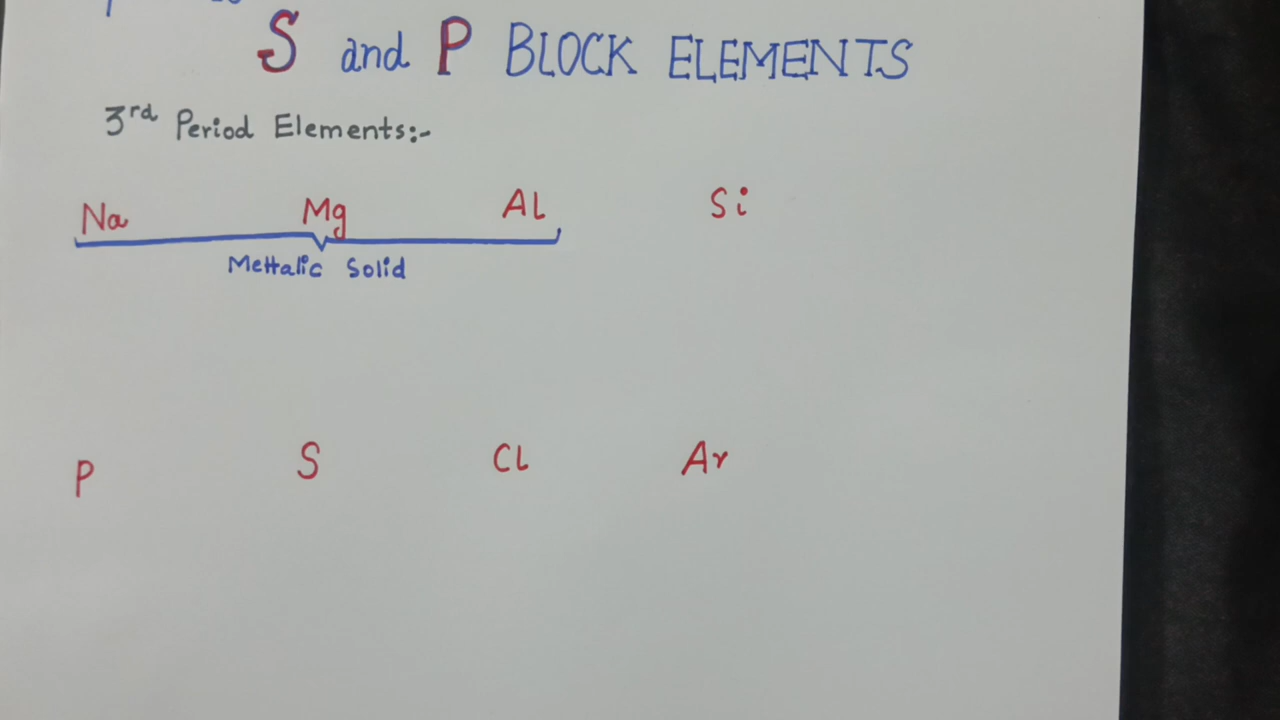 S and P BLOCK ELEMENTS
3rd Period Elements:-
Na Mg Al Si
Mettalic Solid
P S Cl Ar